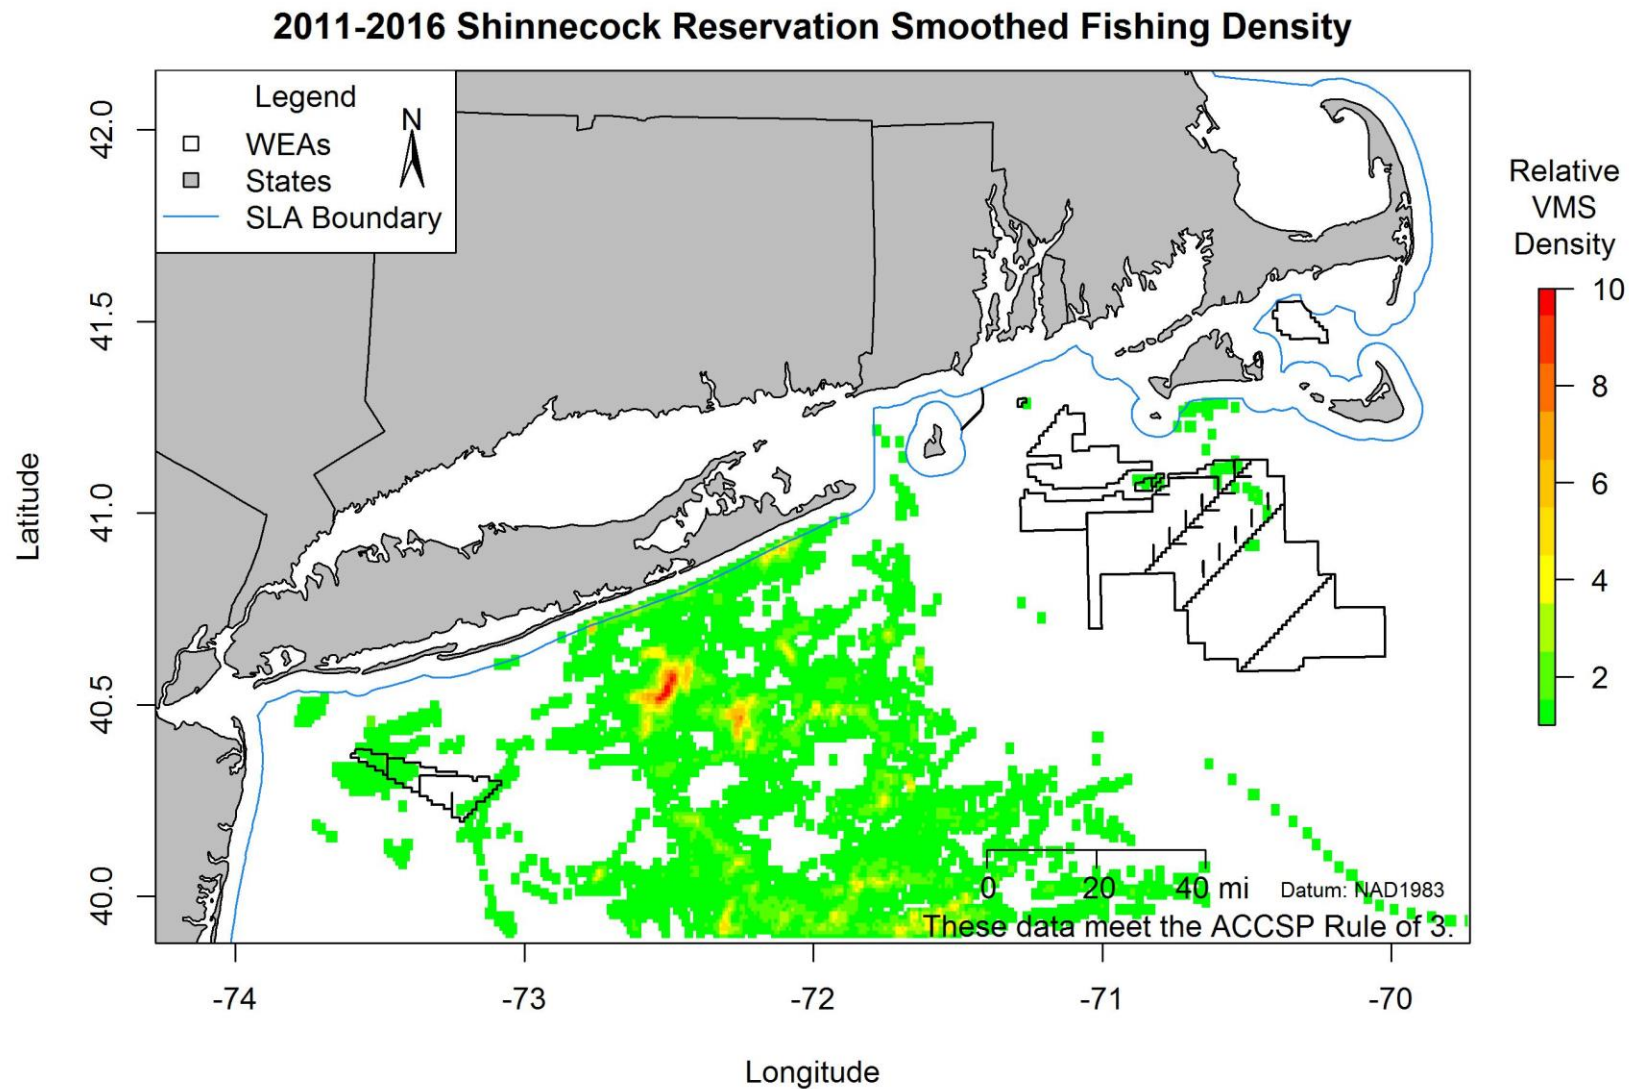 2011-2016 Shinnecock Reservation Smoothed Fishing Density
Legend
N
WEAs
States
SLA Boundary
Relative
VMS
Density
10
8
6
4
2
Latitude
42.0
41.5
41.0
40.5
40.0
0 20 40 mi Datum: NAD1983
These data meet the ACCSP Rule of 3.
-74 -73 -72 -71 -70
Longitude